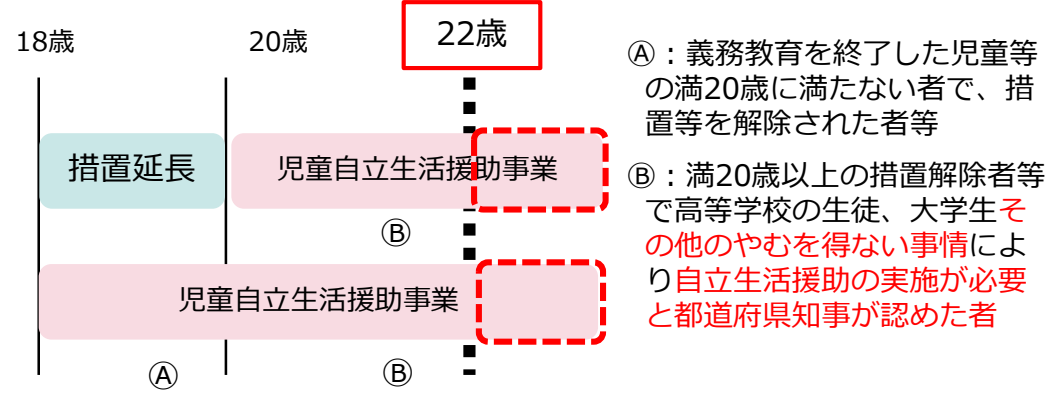 18歳
20歳
22歳
措置延長
児童自立生活援助事業
Ⓑ
児童自立生活援助事業
Ⓐ
Ⓑ
Ⓐ：義務教育を終了した児童等
の満20歳に満たない者で、措
置等を解除された者等
Ⓑ：満20歳以上の措置解除者等
で高等学校の生徒、大学生そ
の他のやむを得ない事情によ
り自立生活援助の実施が必要
と都道府県知事が認めた者